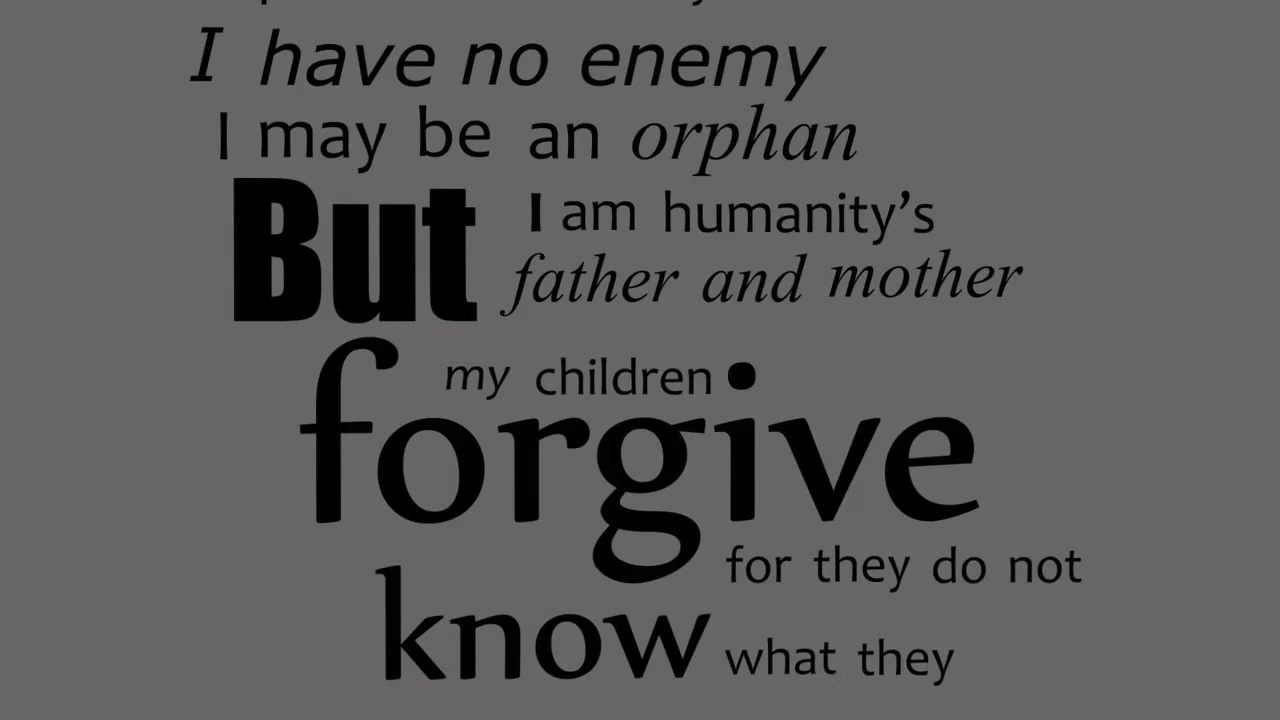 I have no enemy
I may be an orphan
But I am humanity's
father and mother
my children
forgive
for they do not
know what they